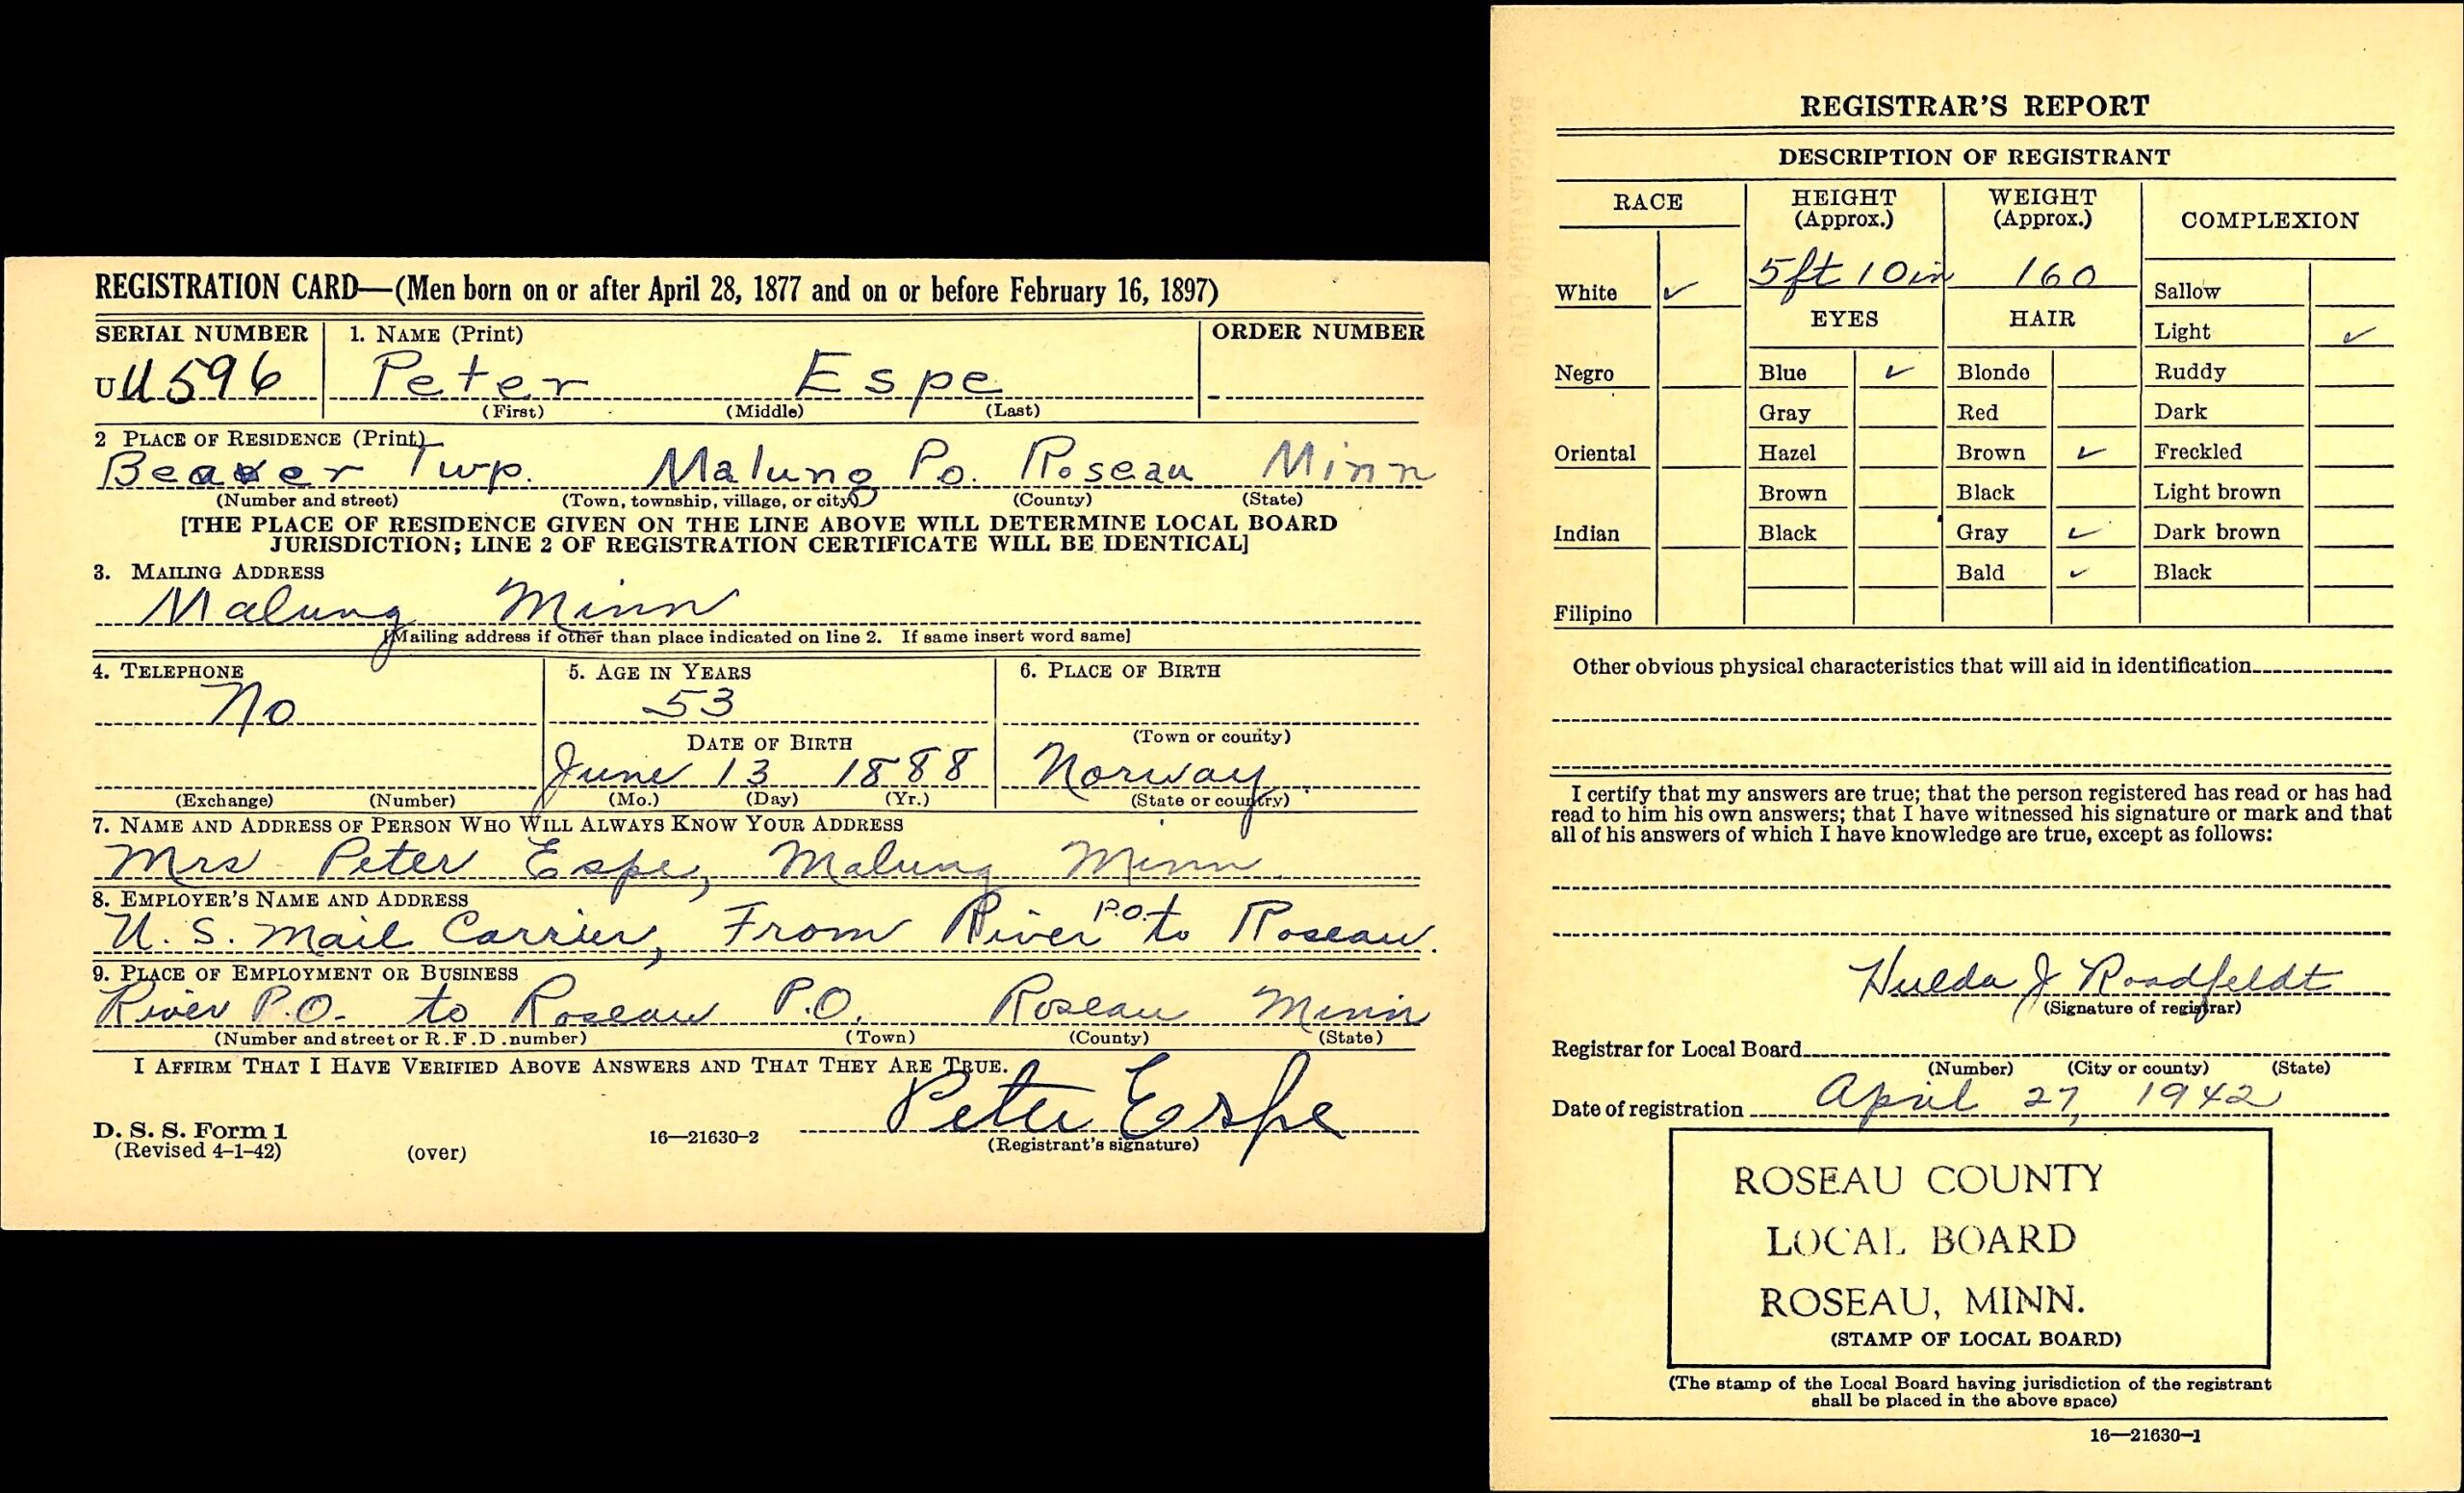 REGISTRATION CARD—(Men born on or after April 28, 1877 and on or before February 16, 1897)
SERIAL NUMBER 1. NAME (Print) ORDER NUMBER
U U596 Peter Espe
(First) (Middle) (Last)
2 PLACE OF RESIDENCE (Print)
Beaver Twp. Malung Po. Roseau Minn
(Number and street) (Town, township, village, or city) (County) (State)
[THE PLACE OF RESIDENCE GIVEN ON THE LINE ABOVE WILL DETERMINE LOCAL BOARD
JURISDICTION; LINE 2 OF REGISTRATION CERTIFICATE WILL BE IDENTICAL]
3. MAILING ADDRESS
Malung Minn
[Mailing address if other than place indicated on line 2. If same insert word same]
4. TELEPHONE 5. AGE IN YEARS 6. PLACE OF BIRTH
No 53
DATE OF BIRTH (Town or county)
June 13 1888 Norway
(Exchange) (Number) (Mo.) (Day) (Yr.) (State or country)
7. NAME AND ADDRESS OF PERSON WHO WILL ALWAYS KNOW YOUR ADDRESS
Mrs Peter Espe, Malung Minn.
8. EMPLOYER'S NAME AND ADDRESS
U. S. Mail Carrier, From River P.O. to Roseau.
9. PLACE OF EMPLOYMENT OR BUSINESS
River P.O. to Roseau P.O. Roseau Minn
(Number and street or R.F.D. number) (Town) (County) (State)
I AFFIRM THAT I HAVE VERIFIED ABOVE ANSWERS AND THAT THEY ARE TRUE.
Peter Espe
D. S. S. Form 1
(Revised 4-1-42) (over) 16—21630-2 (Registrant's signature)
REGISTRAR'S REPORT
DESCRIPTION OF REGISTRANT
RACE HEIGHT (Approx.) WEIGHT (Approx.) COMPLEXION
White ✓ 5ft 10in 160 Sallow
EYES HAIR Light ✓
Negro Blue ✓ Blonde Ruddy
Gray Red Dark
Oriental Hazel Brown ✓ Freckled
Brown Black Light brown
Indian Black Gray ✓ Dark brown
Bald ✓ Black
Filipino
Other obvious physical characteristics that will aid in identification
I certify that my answers are true; that the person registered has read or has had
read to him his own answers; that I have witnessed his signature or mark and that
all of his answers of which I have knowledge are true, except as follows:
Hulda J Roadfeldt
(Signature of registrar)
Registrar for Local Board
(Number) (City or county) (State)
Date of registration April 27, 1942
ROSEAU COUNTY
LOCAL BOARD
ROSEAU, MINN.
(STAMP OF LOCAL BOARD)
(The stamp of the Local Board having jurisdiction of the registrant
shall be placed in the above space)
16—21630-1